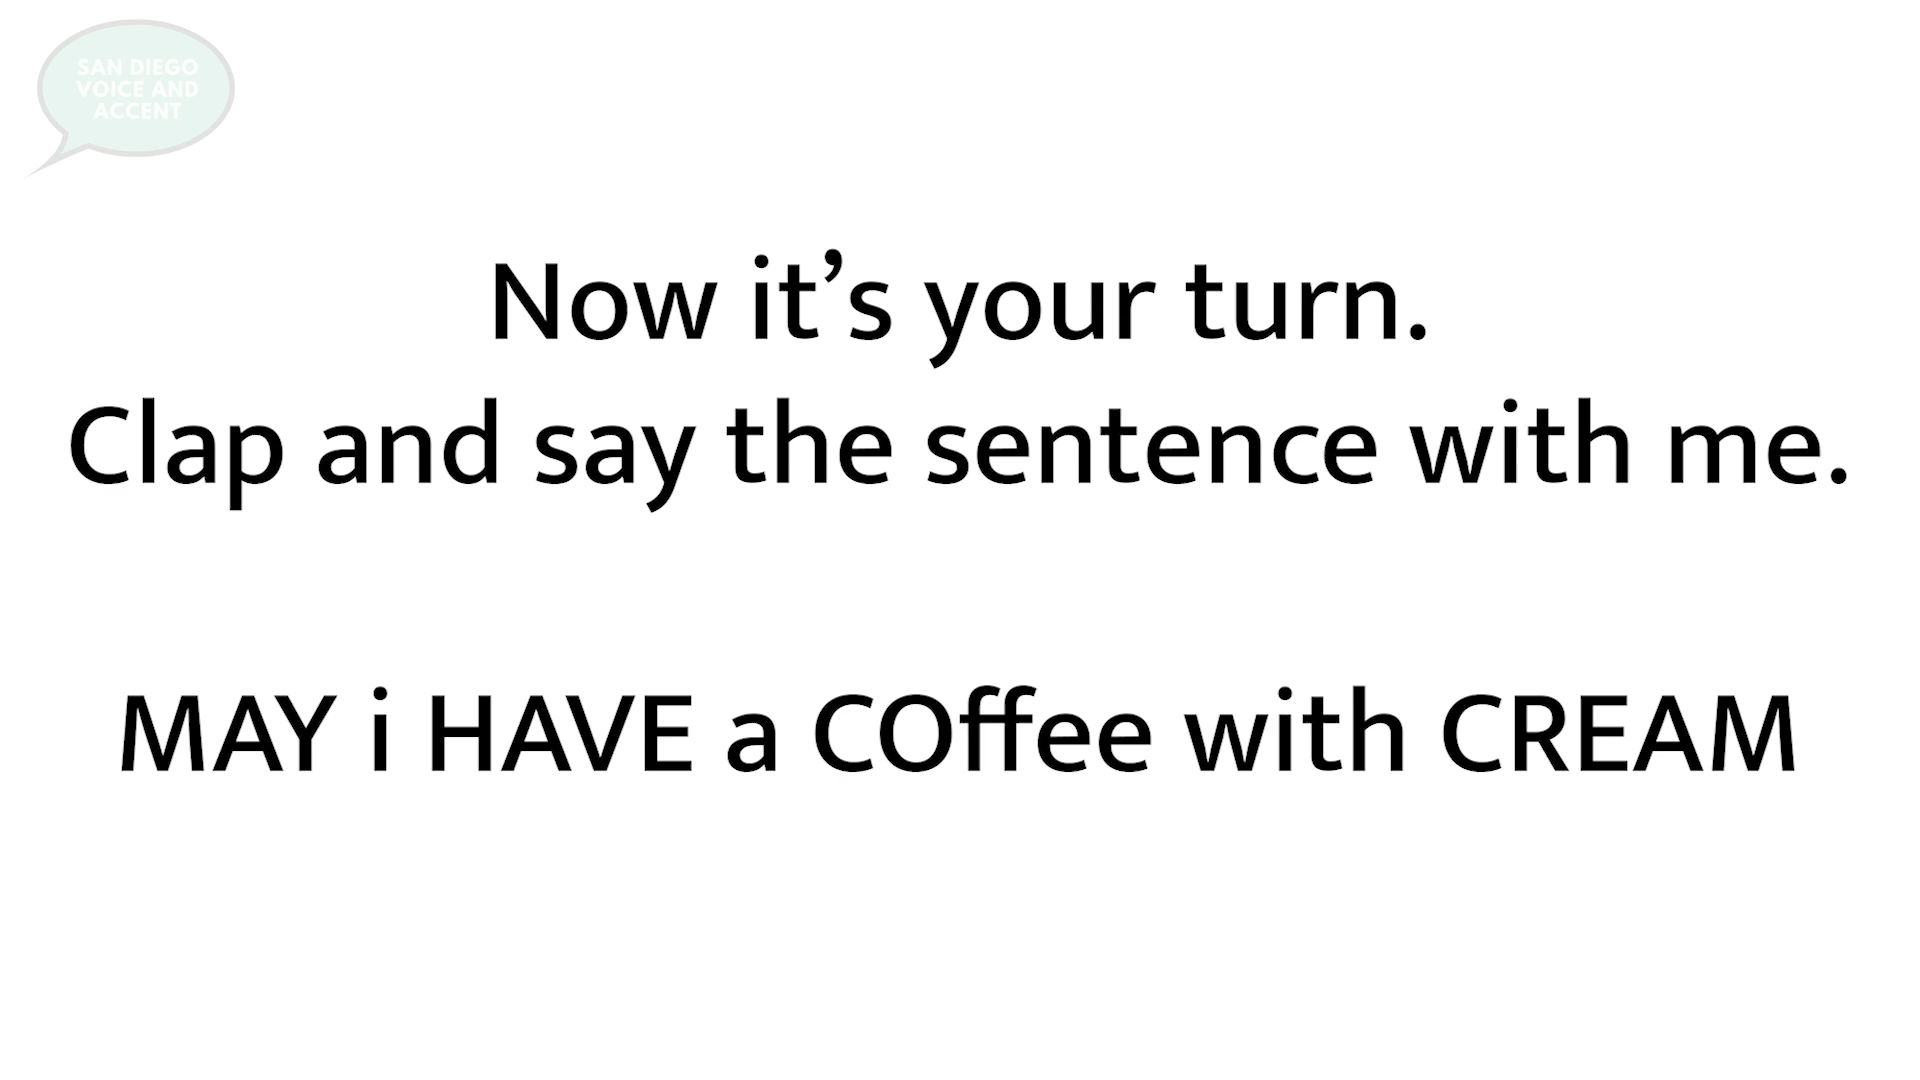 SAN DIEGO
VOICE AND
ACCENT
Now it’s your turn.
Clap and say the sentence with me.
MAY i HAVE a COffee with CREAM